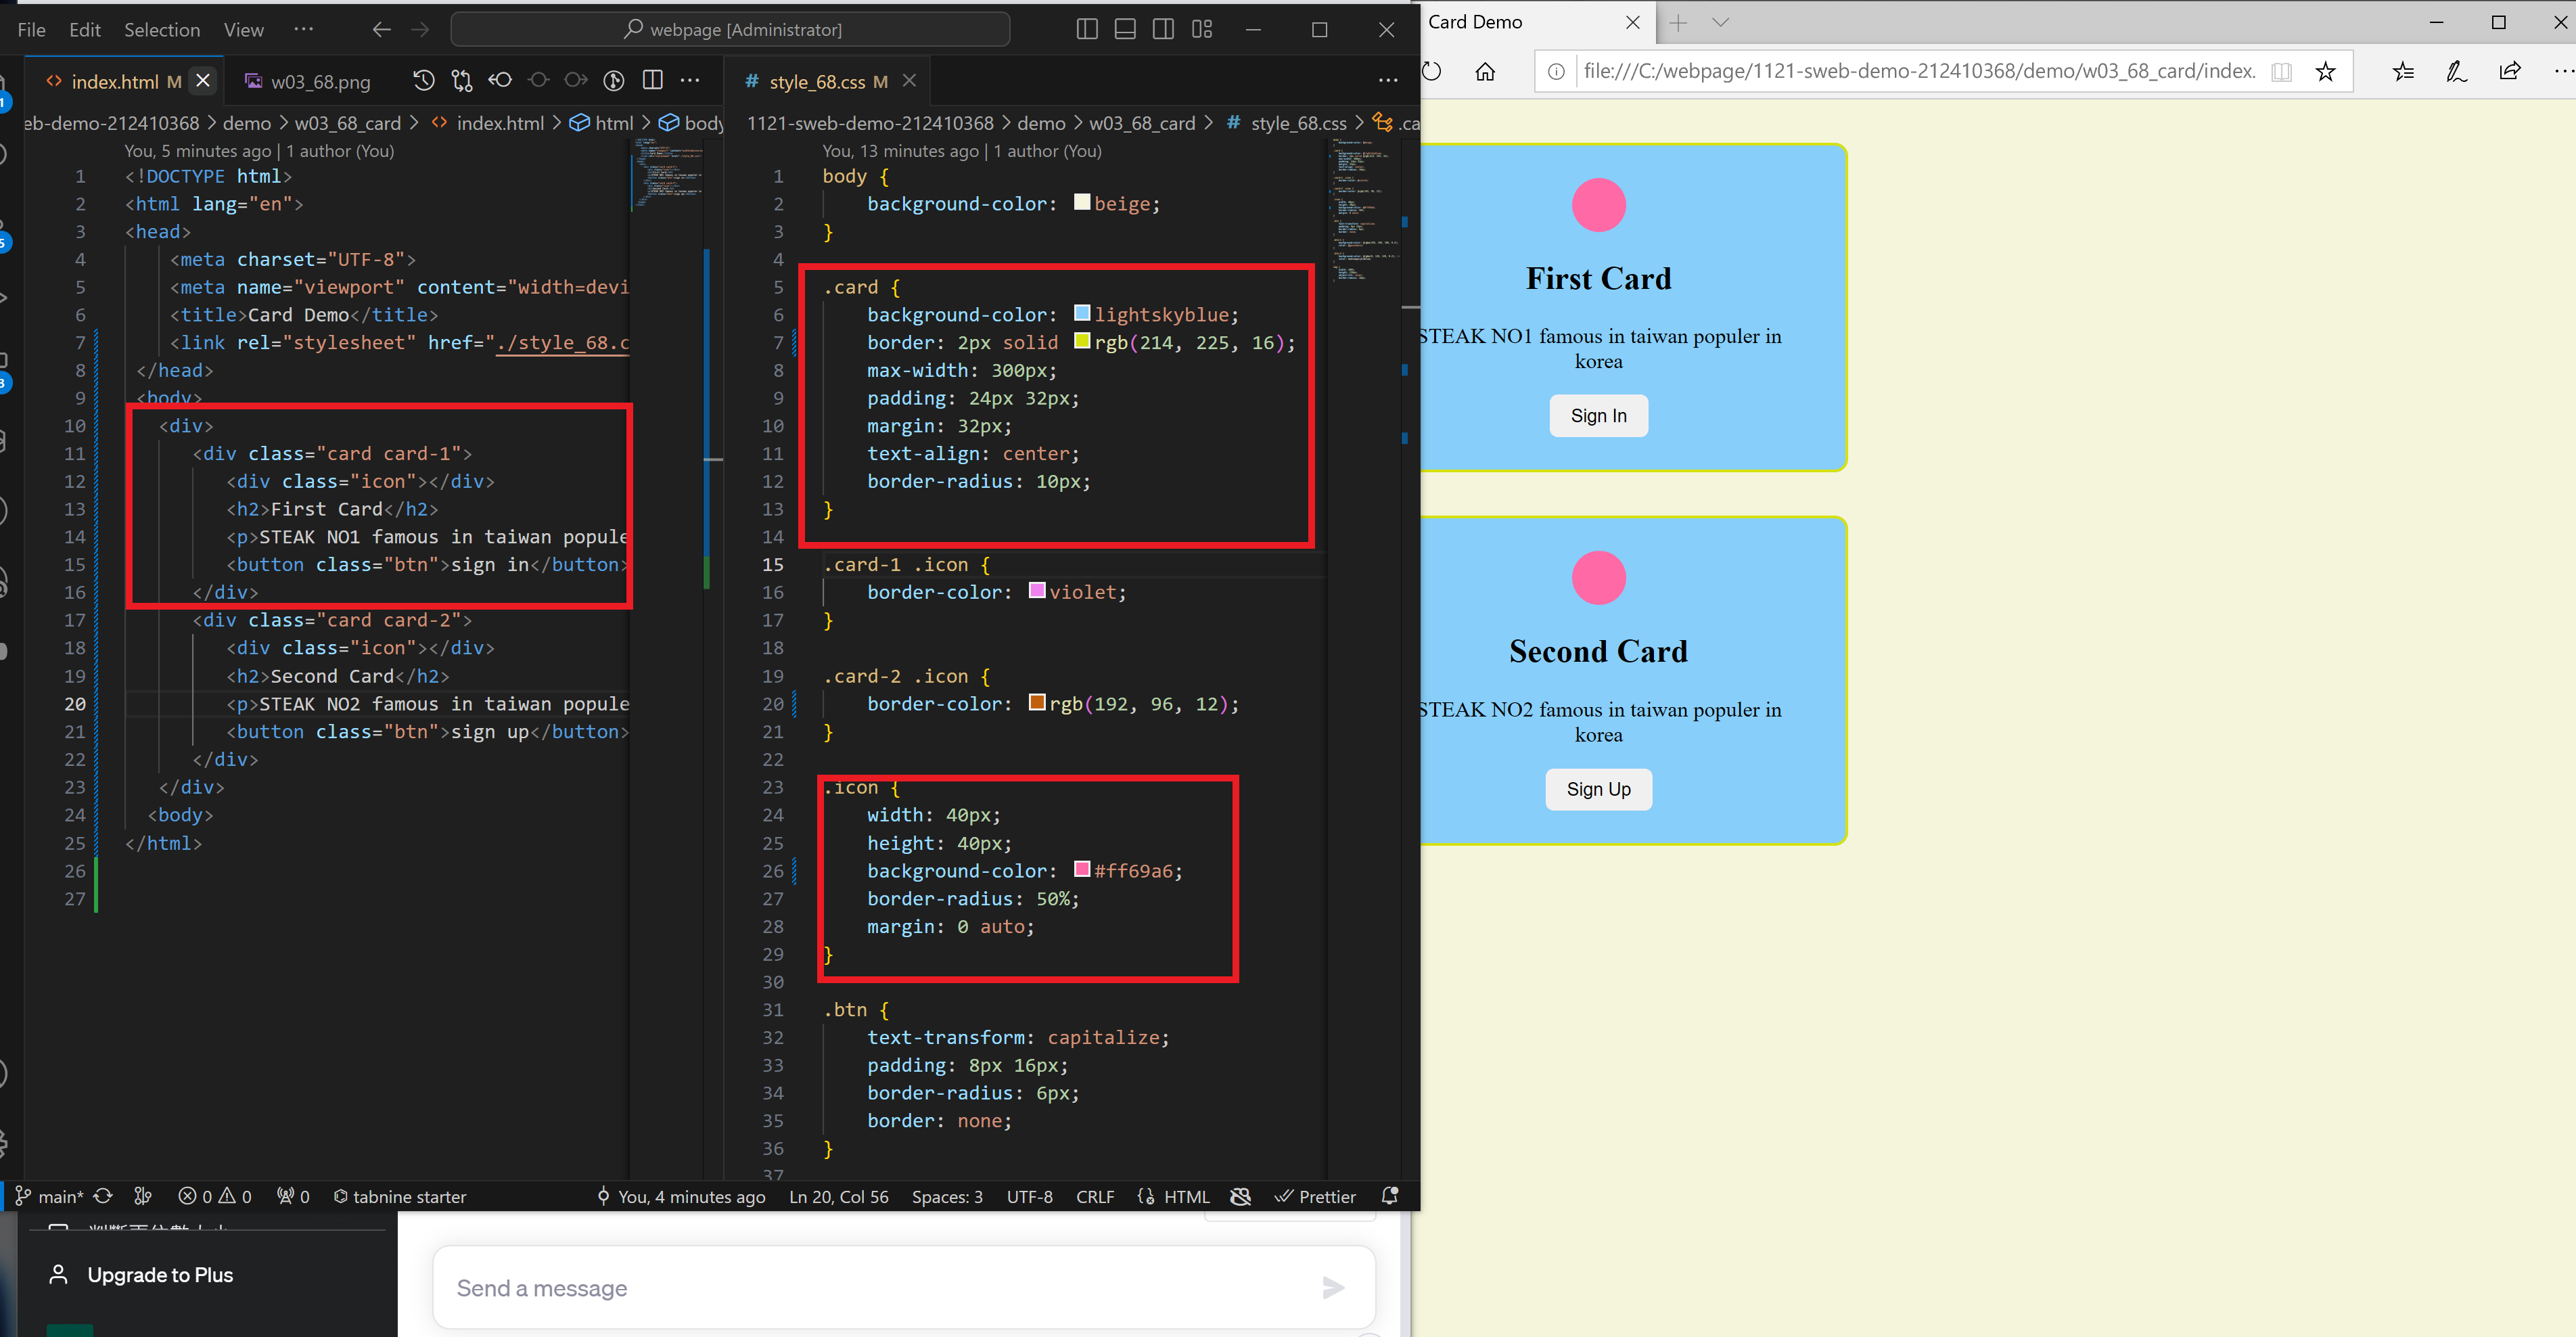 File Edit Selection View ··· webpage [Administrator]
index.html M
w03_68.png
eb-demo-212410368 > demo > w03_68_card > index.html > html > body
You, 5 minutes ago | 1 author (You)
1 <!DOCTYPE html>
2 <html lang="en">
3 <head>
4 <meta charset="UTF-8">
5 <meta name="viewport" content="width=devi
6 <title>Card Demo</title>
7 <link rel="stylesheet" href="./style_68.c
8 </head>
9 <body>
10 <div>
11 <div class="card card-1">
12 <div class="icon"></div>
13 <h2>First Card</h2>
14 <p>STEAK NO1 famous in taiwan popule
15 <button class="btn">sign in</button>
16 </div>
17 <div class="card card-2">
18 <div class="icon"></div>
19 <h2>Second Card</h2>
20 <p>STEAK NO2 famous in taiwan popule
21 <button class="btn">sign up</button>
22 </div>
23 </div>
24 <body>
25 </html>
26
27
# style_68.css M
1121-sweb-demo-212410368 > demo > w03_68_card > # style_68.css > .ca
You, 13 minutes ago | 1 author (You)
1 body {
2 background-color: beige;
3 }
4
5 .card {
6 background-color: lightskyblue;
7 border: 2px solid rgb(214, 225, 16);
8 max-width: 300px;
9 padding: 24px 32px;
10 margin: 32px;
11 text-align: center;
12 border-radius: 10px;
13 }
14
15 .card-1 .icon {
16 border-color: violet;
17 }
18
19 .card-2 .icon {
20 border-color: rgb(192, 96, 12);
21 }
22
23 .icon {
24 width: 40px;
25 height: 40px;
26 background-color: #ff69a6;
27 border-radius: 50%;
28 margin: 0 auto;
29 }
30
31 .btn {
32 text-transform: capitalize;
33 padding: 8px 16px;
34 border-radius: 6px;
35 border: none;
36 }
37
main* 0 0 0 tabnine starter You, 4 minutes ago Ln 20, Col 56 Spaces: 3 UTF-8 CRLF HTML Prettier
Upgrade to Plus
Send a message
Card Demo
file:///C:/webpage/1121-sweb-demo-212410368/demo/w03_68_card/index.
First Card
STEAK NO1 famous in taiwan populer in
korea
Sign In
Second Card
STEAK NO2 famous in taiwan populer in
korea
Sign Up